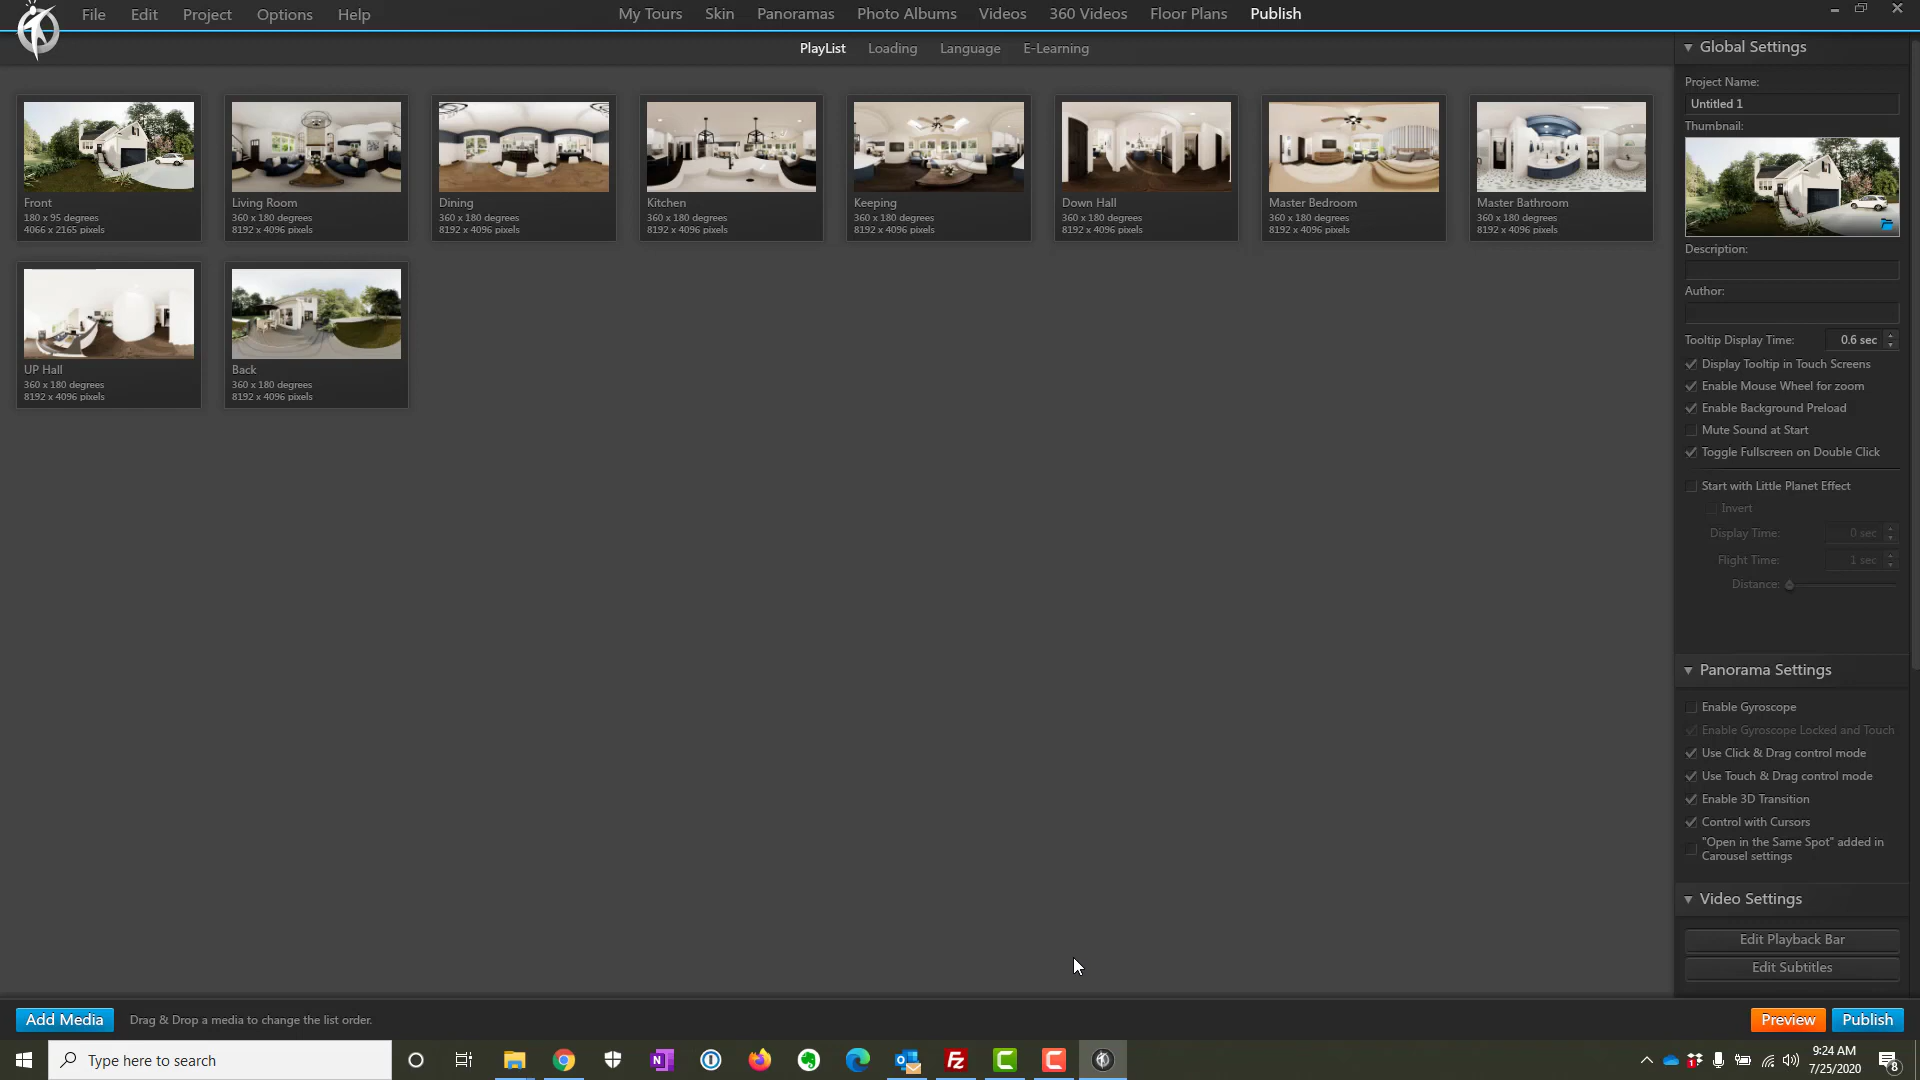 File Edit Project Options Help
My Tours Skin Panoramas Photo Albums Videos 360 Videos Floor Plans Publish
PlayList Loading Language E-Learning
Front
180 x 95 degrees
4066 x 2165 pixels
Living Room
360 x 180 degrees
8192 x 4096 pixels
Dining
360 x 180 degrees
8192 x 4096 pixels
Kitchen
360 x 180 degrees
8192 x 4096 pixels
Keeping
360 x 180 degrees
8192 x 4096 pixels
Down Hall
360 x 180 degrees
8192 x 4096 pixels
Master Bedroom
360 x 180 degrees
8192 x 4096 pixels
Master Bathroom
360 x 180 degrees
8192 x 4096 pixels
UP Hall
360 x 180 degrees
8192 x 4096 pixels
Back
360 x 180 degrees
8192 x 4096 pixels
Global Settings
Project Name:
Untitled 1
Thumbnail:
Description:
Author:
Tooltip Display Time: 0.6 sec
Display Tooltip in Touch Screens
Enable Mouse Wheel for zoom
Enable Background Preload
Mute Sound at Start
Toggle Fullscreen on Double Click
Start with Little Planet Effect
Invert
Display Time: 0 sec
Flight Time: 1 sec
Distance:
Panorama Settings
Enable Gyroscope
Enable Gyroscope Locked and Touch
Use Click & Drag control mode
Use Touch & Drag control mode
Enable 3D Transition
Control with Cursors
"Open in the Same Spot" added in
Carousel settings
Video Settings
Edit Playback Bar
Edit Subtitles
Add Media Drag & Drop a media to change the list order.
Preview Publish
Type here to search
N
Fz
C
C
9:24 AM
7/25/2020
8